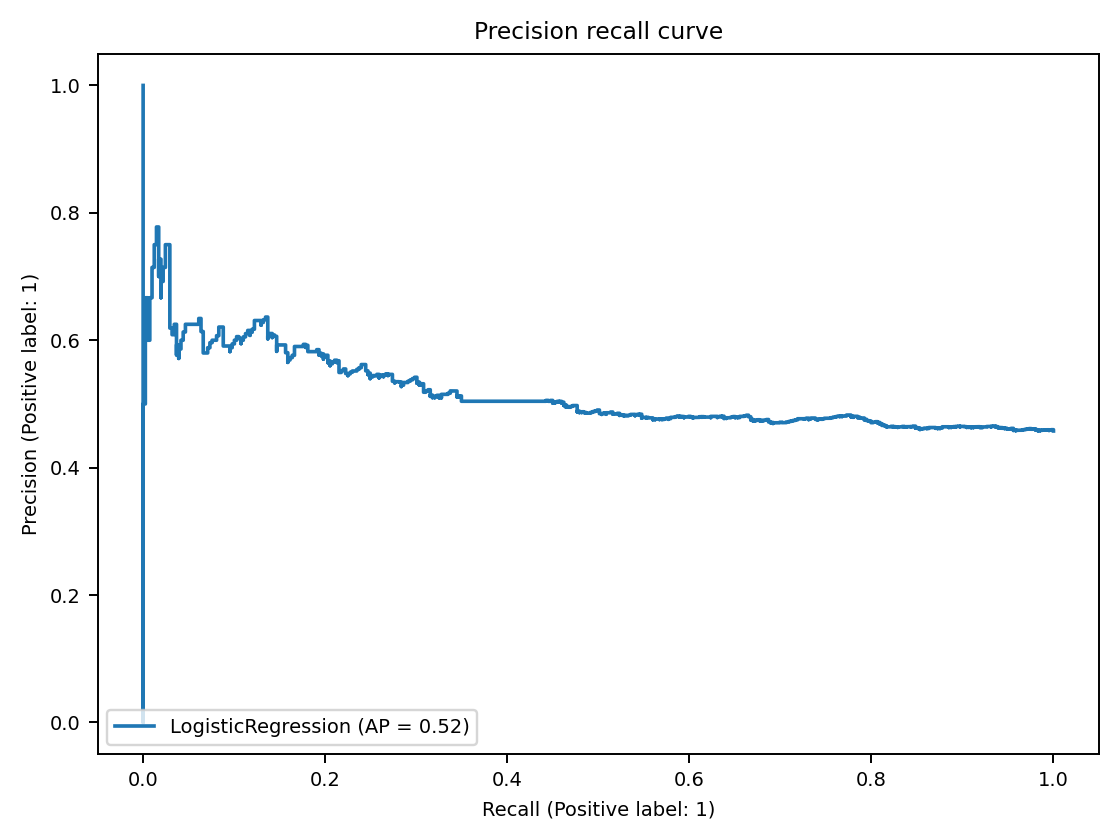 Precision recall curve
1.0
0.8
0.6
0.4
0.2
0.0
Precision (Positive label: 1)
LogisticRegression (AP = 0.52)
0.0 0.2 0.4 0.6 0.8 1.0
Recall (Positive label: 1)